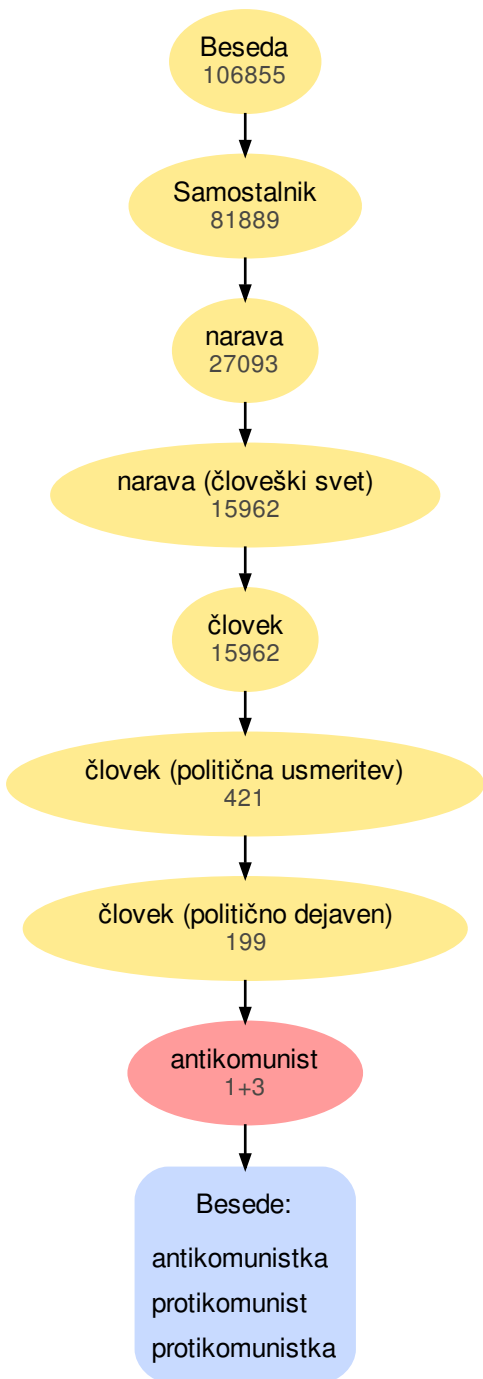 Beseda
106855
Samostalnik
81889
narava
27093
narava (človeški svet)
15962
človek
15962
človek (politična usmeritev)
421
človek (politično dejaven)
199
antikomunist
1+3
Besede:
antikomunistka
protikomunist
protikomunistka